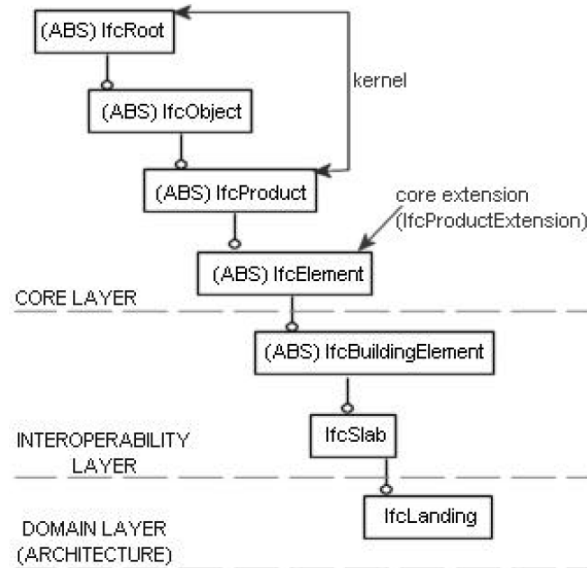 (ABS) IfcRoot
kernel
(ABS) IfcObject
(ABS) IfcProduct
core extension
(IfcProductExtension)
(ABS) IfcElement
CORE LAYER
(ABS) IfcBuildingElement
IfcSlab
INTEROPERABILITY
LAYER
IfcLanding
DOMAIN LAYER
(ARCHITECTURE)